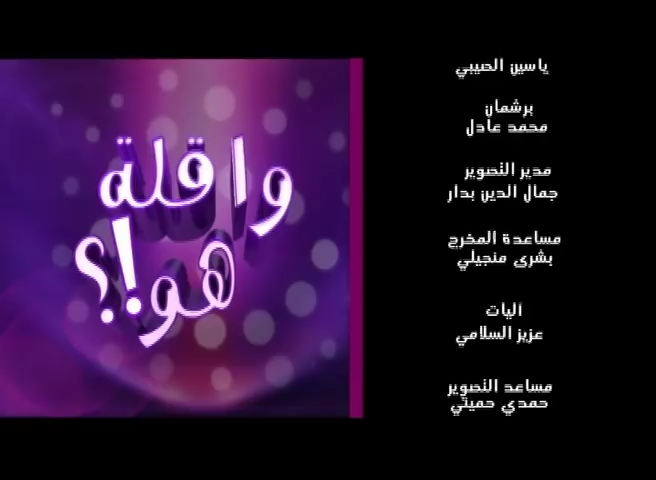 واقلة
هو!؟
ياسين الحبيبي
برشمان
محمد عادل
مدير التصوير
جمال الدين بدار
مساعدة المخرج
بشرى منجيلي
آليات
عزيز السلامي
مساعد التصوير
حمدي حميتي